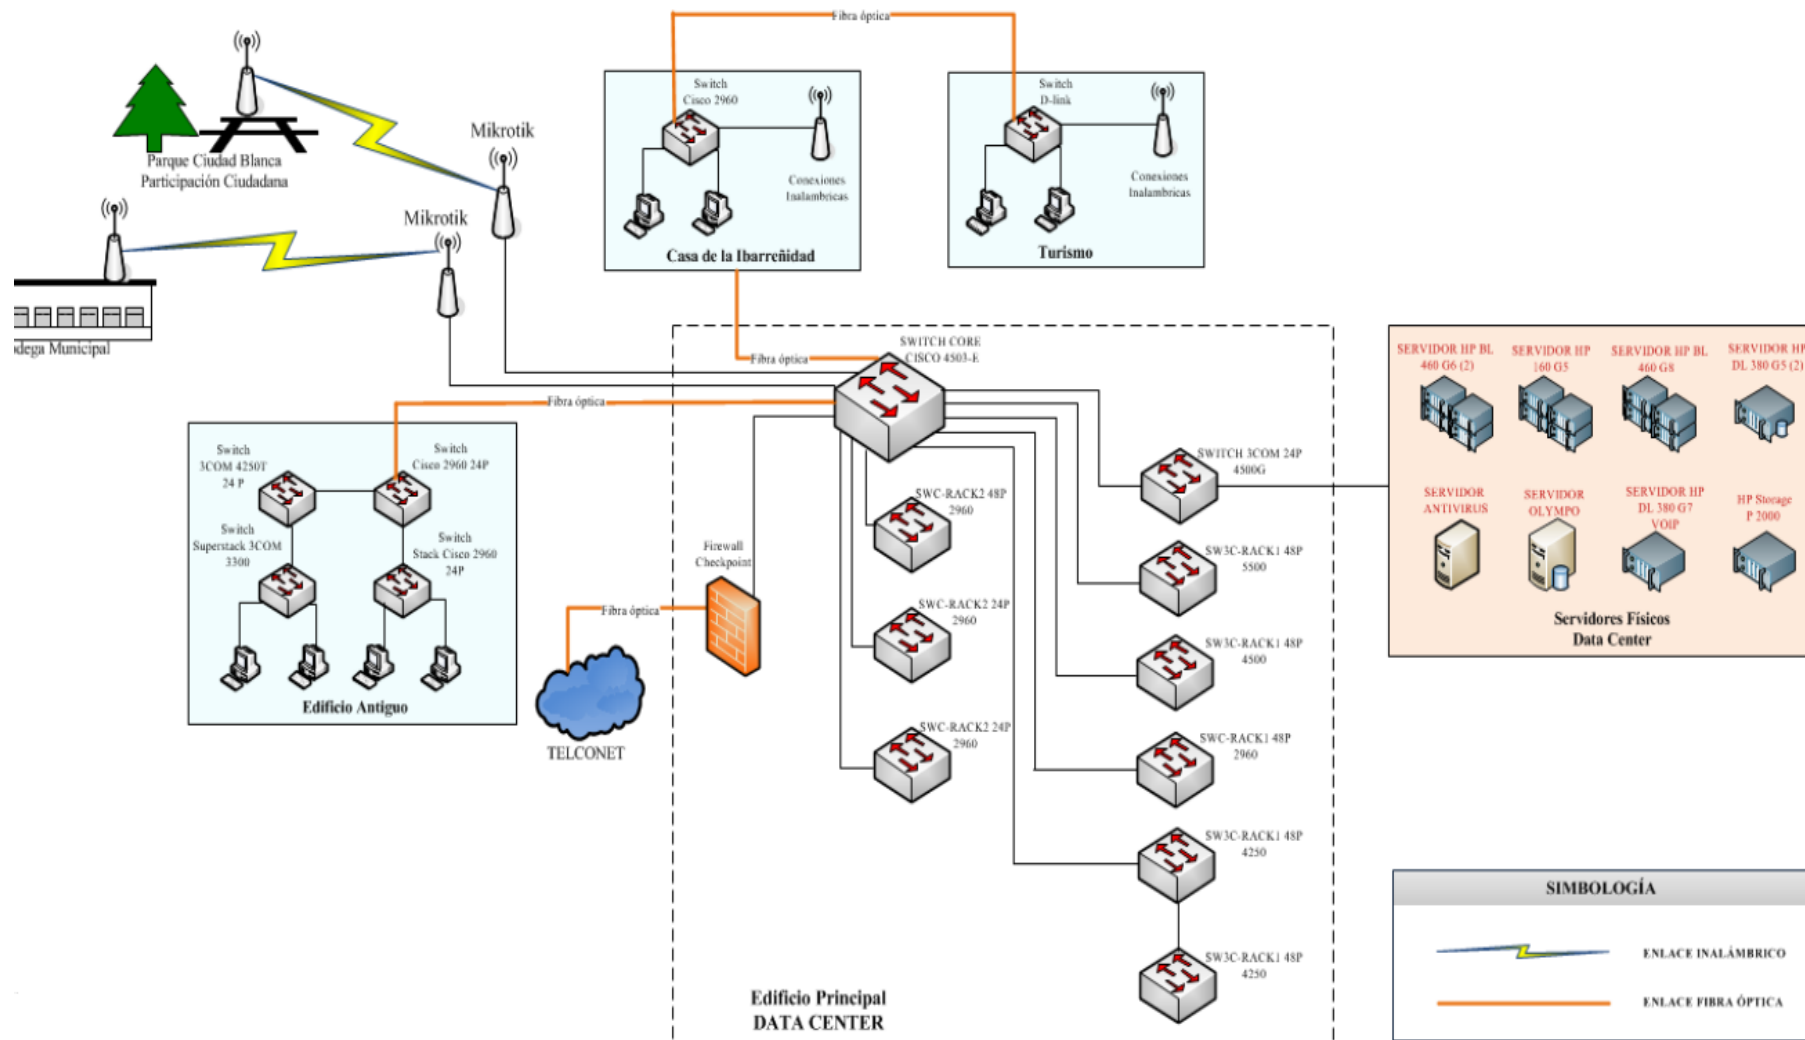 Fibra óptica
Parque Ciudad Blanca
Participación Ciudadana
Mikrotik
Mikrotik
Municipal
Switch
Cisco 2960
Conexiones
Inalambricas
Casa de la Ibarreñidad
Switch
D-link
Conexiones
Inalambricas
Turismo
Fibra óptica
SWITCH CORE
CISCO 4503-E
Fibra óptica
Switch
3COM 4250T
24 P
Switch
Cisco 2960 24P
Switch
Superstack 3COM
3300
Switch
Stack Cisco 2960
24P
Edificio Antiguo
Firewall
Checkpoint
Fibra óptica
TELCONET
SWC-RACK2 48P
2960
SWC-RACK2 24P
2960
SWC-RACK2 24P
2960
SWITCH 3COM 24P
4500G
SW3C-RACK1 48P
5500
SW3C-RACK1 48P
4500
SWC-RACK1 48P
2960
SW3C-RACK1 48P
4250
SW3C-RACK1 48P
4250
Edificio Principal
DATA CENTER
SERVIDOR HP BL
460 G6 (2)
SERVIDOR HP
160 G5
SERVIDOR HP BL
460 G8
SERVIDOR HP
DL 380 G5 (2)
SERVIDOR
ANTIVIRUS
SERVIDOR
OLYMPO
SERVIDOR HP
DL 380 G7
VOIP
HP Storage
P 2000
Servidores Físicos
Data Center
SIMBOLOGÍA
ENLACE INALÁMBRICO
ENLACE FIBRA ÓPTICA